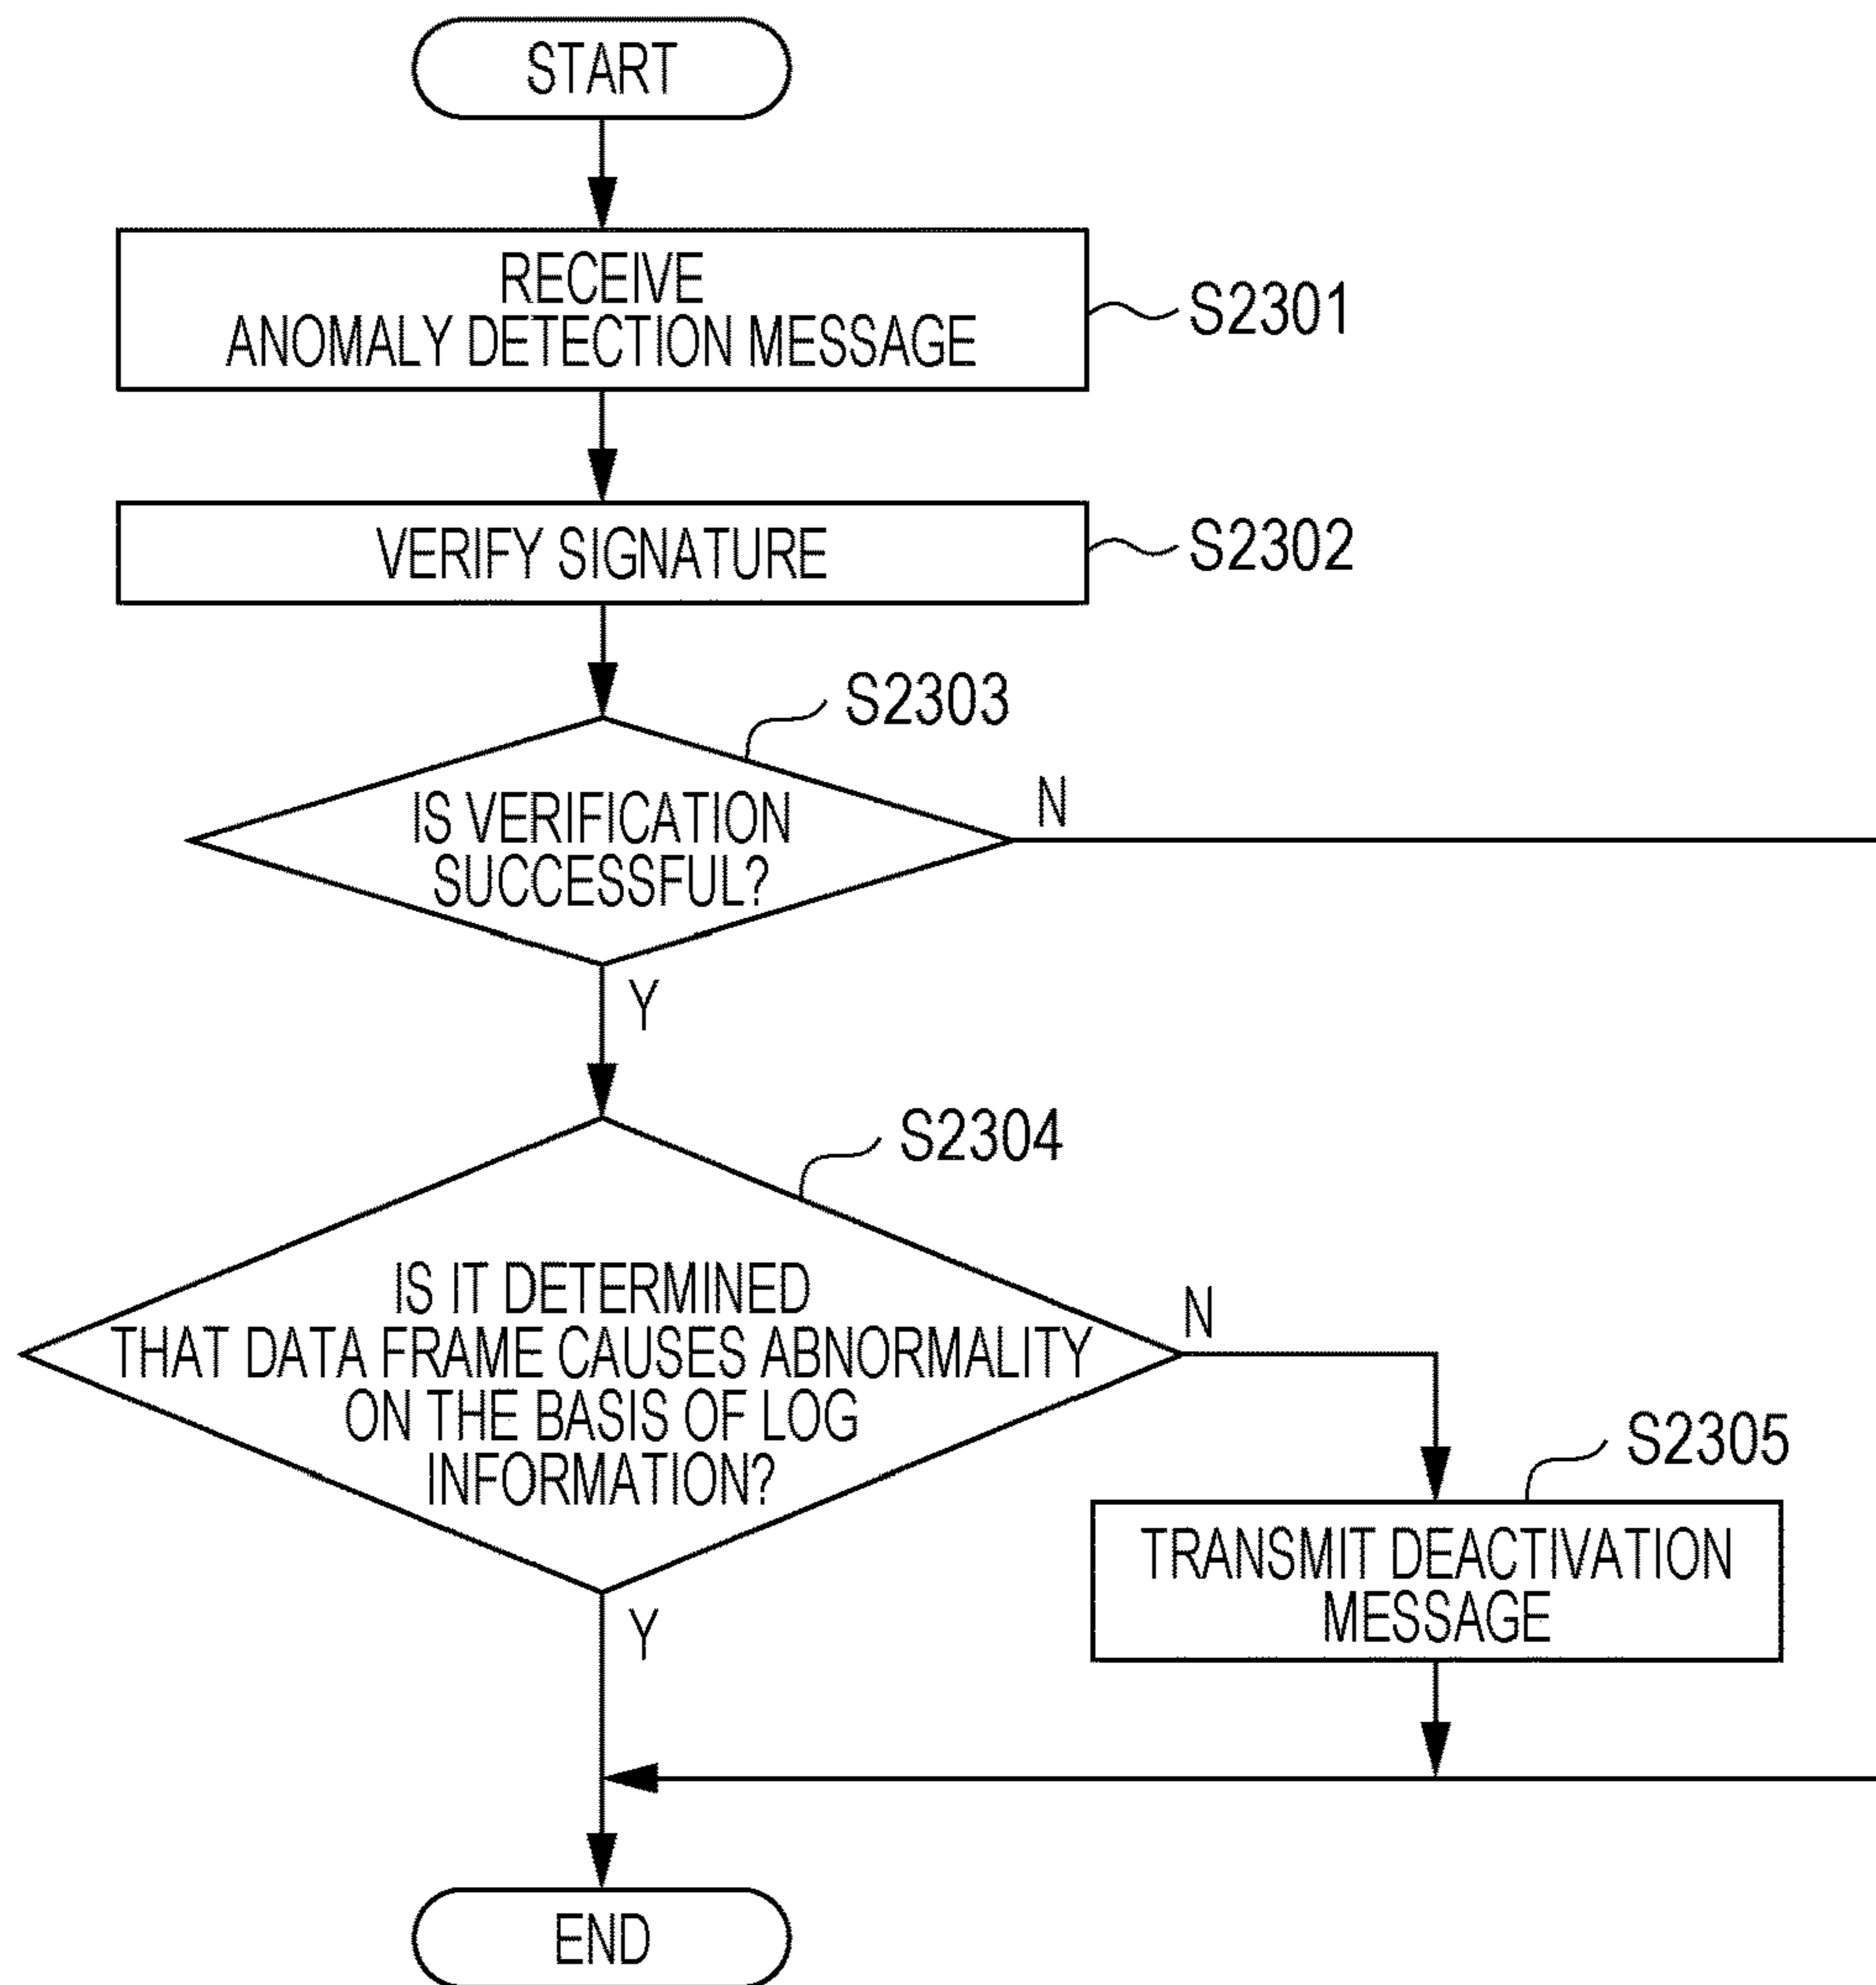 START
RECEIVE
ANOMALY DETECTION MESSAGE
S2301
VERIFY SIGNATURE
S2302
S2303
IS VERIFICATION
SUCCESSFUL?
N
Y
S2304
IS IT DETERMINED
THAT DATA FRAME CAUSES ABNORMALITY
ON THE BASIS OF LOG
INFORMATION?
N
S2305
TRANSMIT DEACTIVATION
MESSAGE
Y
END